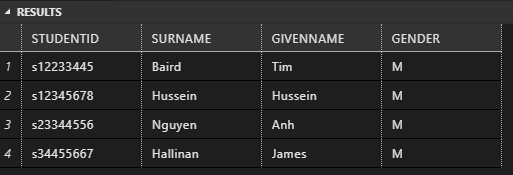 RESULTS
STUDENTID SURNAME GIVENNAME GENDER
1 s12233445 Baird Tim M
2 s12345678 Hussein Hussein M
3 s23344556 Nguyen Anh M
4 s34455667 Hallinan James M